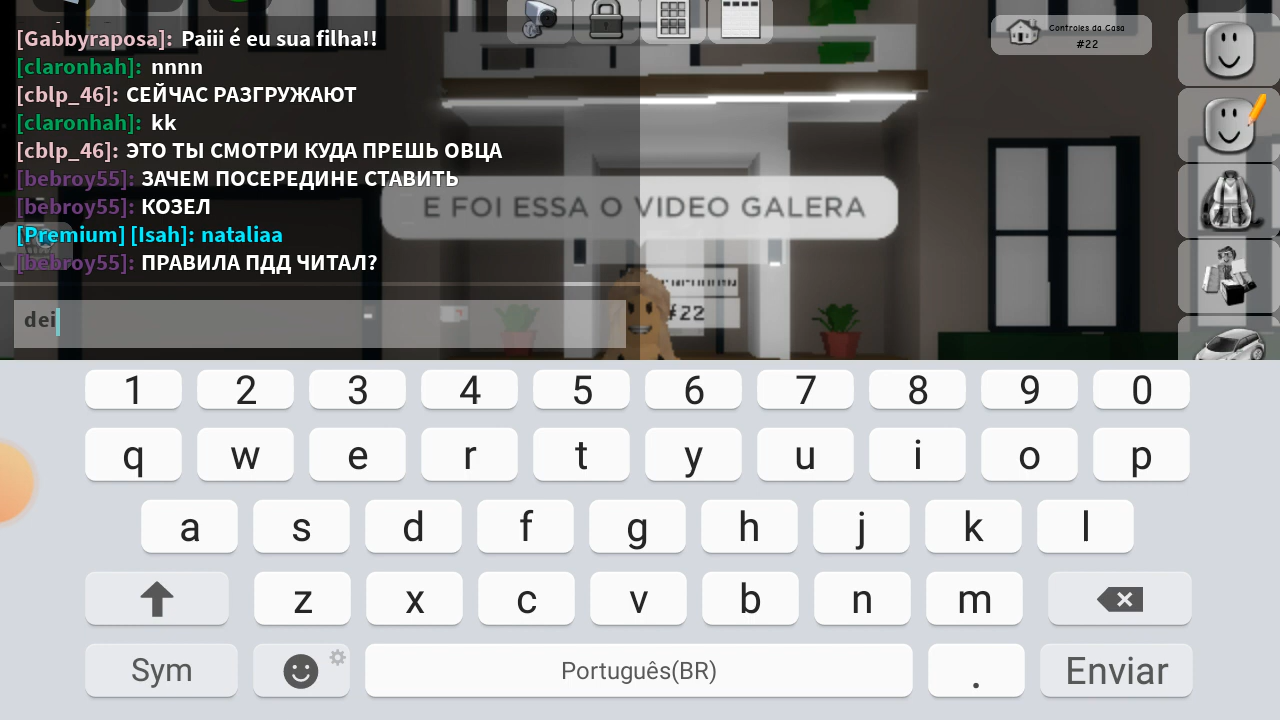 [Gabbyraposa]: Paiii é eu sua filha!!
[claronhah]: nnnn
[cblp_46]: СЕЙЧАС РАЗГРУЖАЮТ
[claronhah]: kk
[cblp_46]: ЭТО ТЫ СМОТРИ КУДА ПРЕШЬ ОВЦА
[bebroy55]: ЗАЧЕМ ПОСЕРЕДИНЕ СТАВИТЬ
[bebroy55]: КОЗЕЛ
[Premium] [Isah]: nataliaa
[bebroy55]: ПРАВИЛА ПДД ЧИТАЛ?
dei
Controles da Casa
#22
E FOI ESSA O VIDEO GALERA
#22
1 2 3 4 5 6 7 8 9 0
q w e r t y u i o p
a s d f g h j k l
z x c v b n m
Sym Português(BR) . Enviar